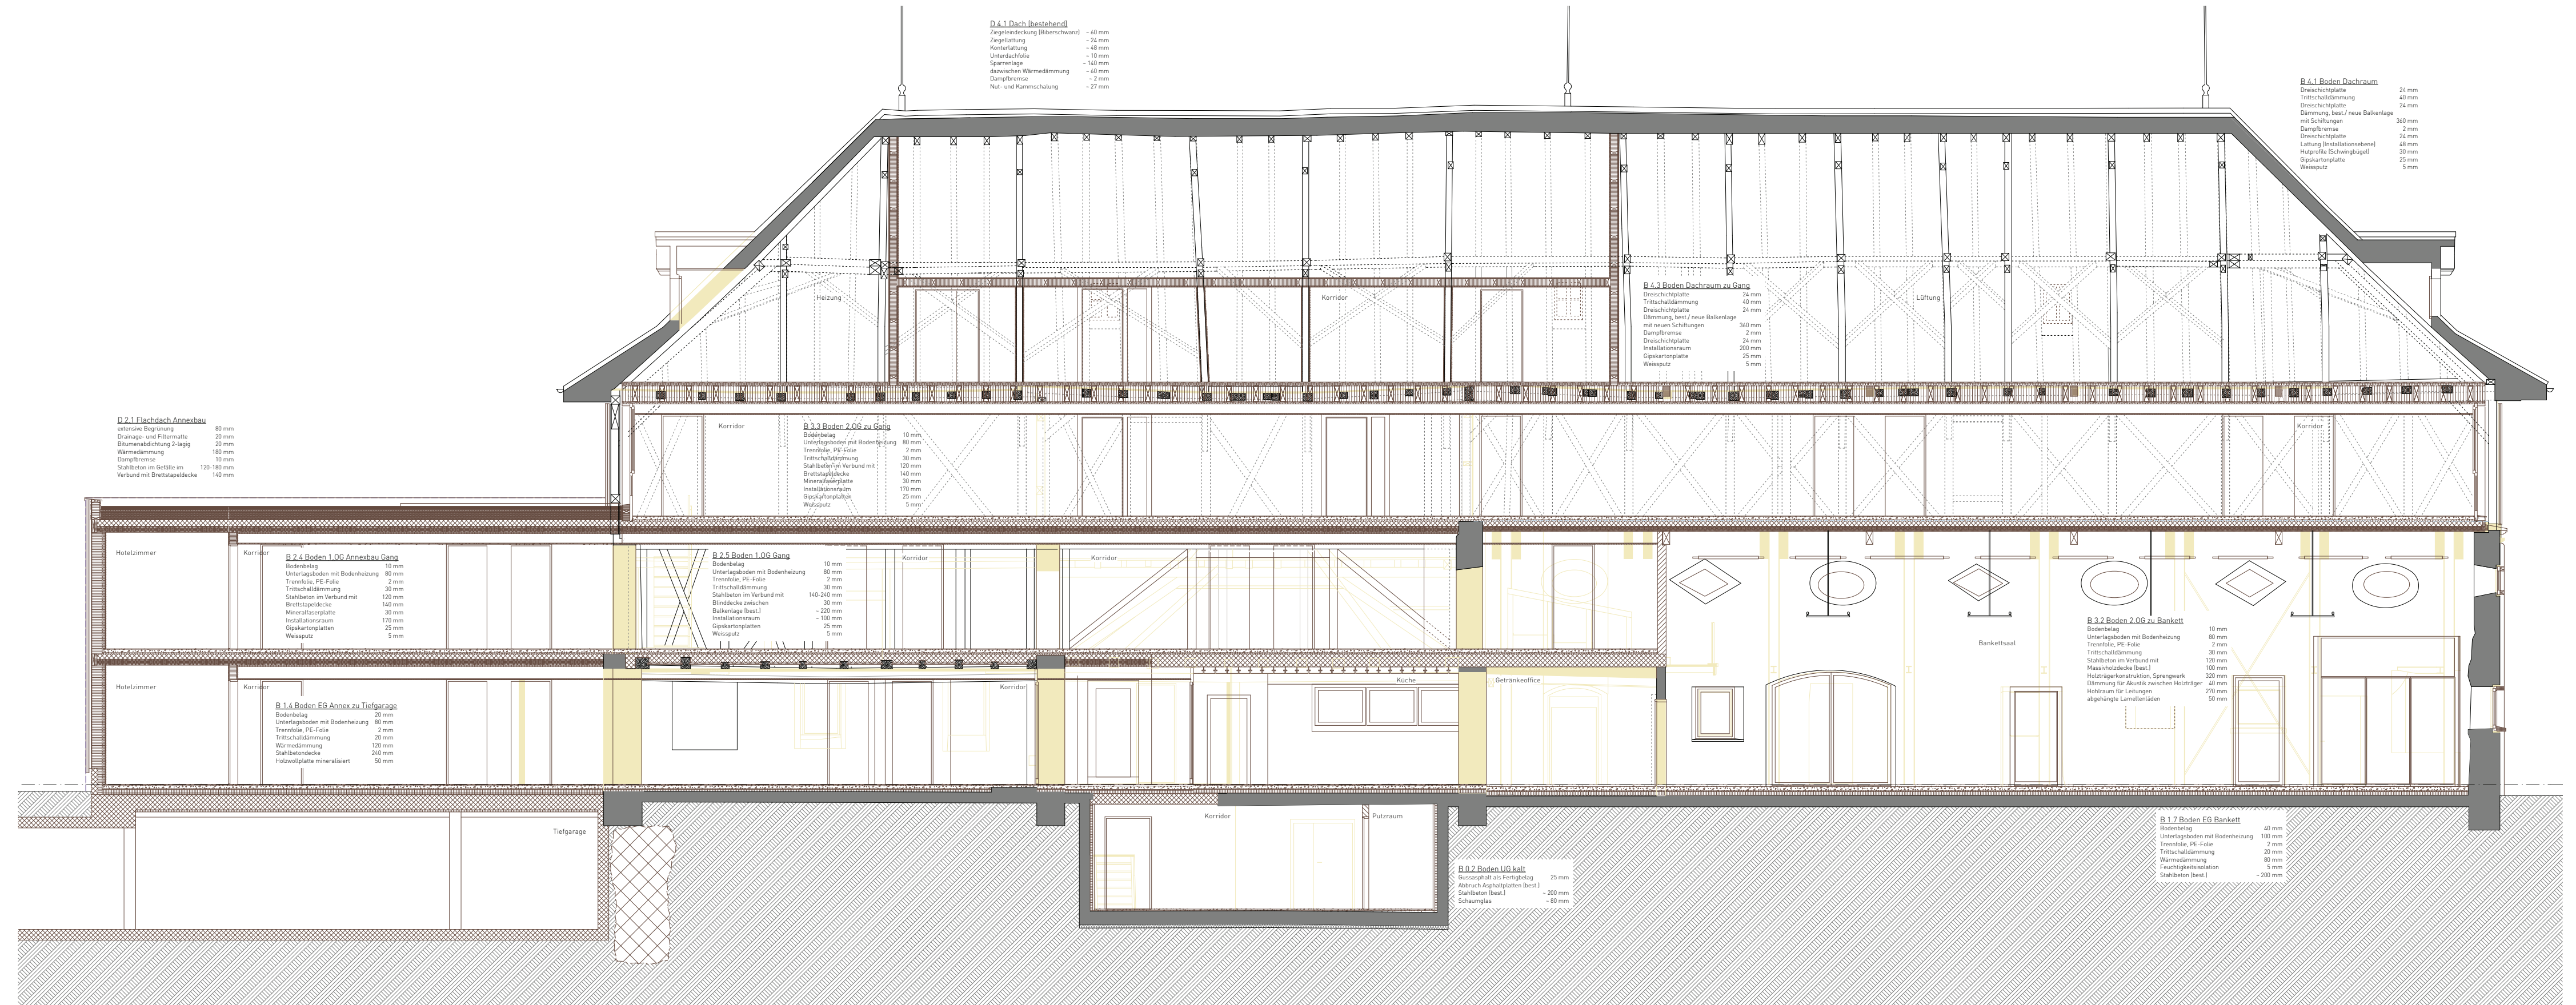 D 4.1 Dach (bestehend)
Ziegeleindeckung (Biberschwanz) ~ 60 mm
Ziegellattung ~ 24 mm
Konterlattung ~ 48 mm
Unterdachfolie ~ 10 mm
Sparrenlage ~ 140 mm
dazwischen Wärmedämmung ~ 60 mm
Dampfbremse ~ 2 mm
Nut- und Kammschalung ~ 27 mm
B 4.1 Boden Dachraum
Dreischichtplatte 24 mm
Trittschalldämmung 40 mm
Dreischichtplatte 24 mm
Dämmung, best./ neue Balkenlage
mit Schiftungen 360 mm
Dampfbremse 2 mm
Dreischichtplatte 24 mm
Lattung (Installationsebene) 48 mm
Hutprofile (Schwingbügel) 30 mm
Gipskartonplatte 25 mm
Weissputz 5 mm
Heizung
Korridor
B 4.3 Boden Dachraum zu Gang
Dreischichtplatte 24 mm
Trittschalldämmung 40 mm
Dreischichtplatte 24 mm
Dämmung, best./ neue Balkenlage
mit neuen Schiftungen 360 mm
Dampfbremse 2 mm
Dreischichtplatte 24 mm
Installationsraum 200 mm
Gipskartonplatte 25 mm
Weissputz 5 mm
Lüftung
D 2.1 Flachdach Annexbau
extensive Begrünung 80 mm
Drainage- und Filtermatte 20 mm
Bitumenabdichtung 2-lagig 20 mm
Wärmedämmung 180 mm
Dampfbremse 10 mm
Stahlbeton im Gefälle im 120-180 mm
Verbund mit Brettstapeldecke 140 mm
Korridor
B 3.3 Boden 2.OG zu Gang
Bodenbelag 10 mm
Unterlagsboden mit Bodenheizung 80 mm
Trennfolie, PE-Folie 2 mm
Trittschalldämmung 30 mm
Stahlbeton im Verbund mit 120 mm
Brettstapeldecke 140 mm
Mineralfaserplatte 30 mm
Installationsraum 170 mm
Gipskartonplatten 25 mm
Weissputz 5 mm
Korridor
Hotelzimmer
Korridor
B 2.4 Boden 1.OG Annexbau Gang
Bodenbelag 10 mm
Unterlagsboden mit Bodenheizung 80 mm
Trennfolie, PE-Folie 2 mm
Trittschalldämmung 30 mm
Stahlbeton im Verbund mit 120 mm
Brettstapeldecke 140 mm
Mineralfaserplatte 30 mm
Installationsraum 170 mm
Gipskartonplatten 25 mm
Weissputz 5 mm
B 2.5 Boden 1.OG Gang
Bodenbelag 10 mm
Unterlagsboden mit Bodenheizung 80 mm
Trennfolie, PE-Folie 2 mm
Trittschalldämmung 30 mm
Stahlbeton im Verbund mit 140-240 mm
Blinddecke zwischen 30 mm
Balkenlage (best.) ~ 220 mm
Installationsraum ~ 100 mm
Gipskartonplatten 25 mm
Weissputz 5 mm
Korridor
Korridor
Bankettsaal
B 3.2 Boden 2.OG zu Bankett
Bodenbelag 10 mm
Unterlagsboden mit Bodenheizung 80 mm
Trennfolie, PE-Folie 2 mm
Trittschalldämmung 30 mm
Stahlbeton im Verbund mit 120 mm
Massivholzdecke (best.) 100 mm
Holzträgerkonstruktion, Sprengwerk 320 mm
Dämmung für Akustik zwischen Holzträger 40 mm
Hohlraum für Leitungen 270 mm
abgehängte Lamellenläden 50 mm
Hotelzimmer
Korridor
B 1.4 Boden EG Annex zu Tiefgarage
Bodenbelag 20 mm
Unterlagsboden mit Bodenheizung 80 mm
Trennfolie, PE-Folie 2 mm
Trittschalldämmung 20 mm
Wärmedämmung 120 mm
Stahlbetondecke 240 mm
Holzwollplatte mineralisiert 50 mm
Korridor
Küche
Getränkeoffice
Tiefgarage
Korridor
Putzraum
B 0.2 Boden UG kalt
Gussasphalt als Fertigbelag 25 mm
Abbruch Asphaltplatten (best.)
Stahlbeton (best.) ~ 200 mm
Schaumglas ~ 80 mm
B 1.7 Boden EG Bankett
Bodenbelag 40 mm
Unterlagsboden mit Bodenheizung 100 mm
Trennfolie, PE-Folie 2 mm
Trittschalldämmung 20 mm
Wärmedämmung 80 mm
Feuchtigkeitsisolation 5 mm
Stahlbeton (best.) ~ 200 mm